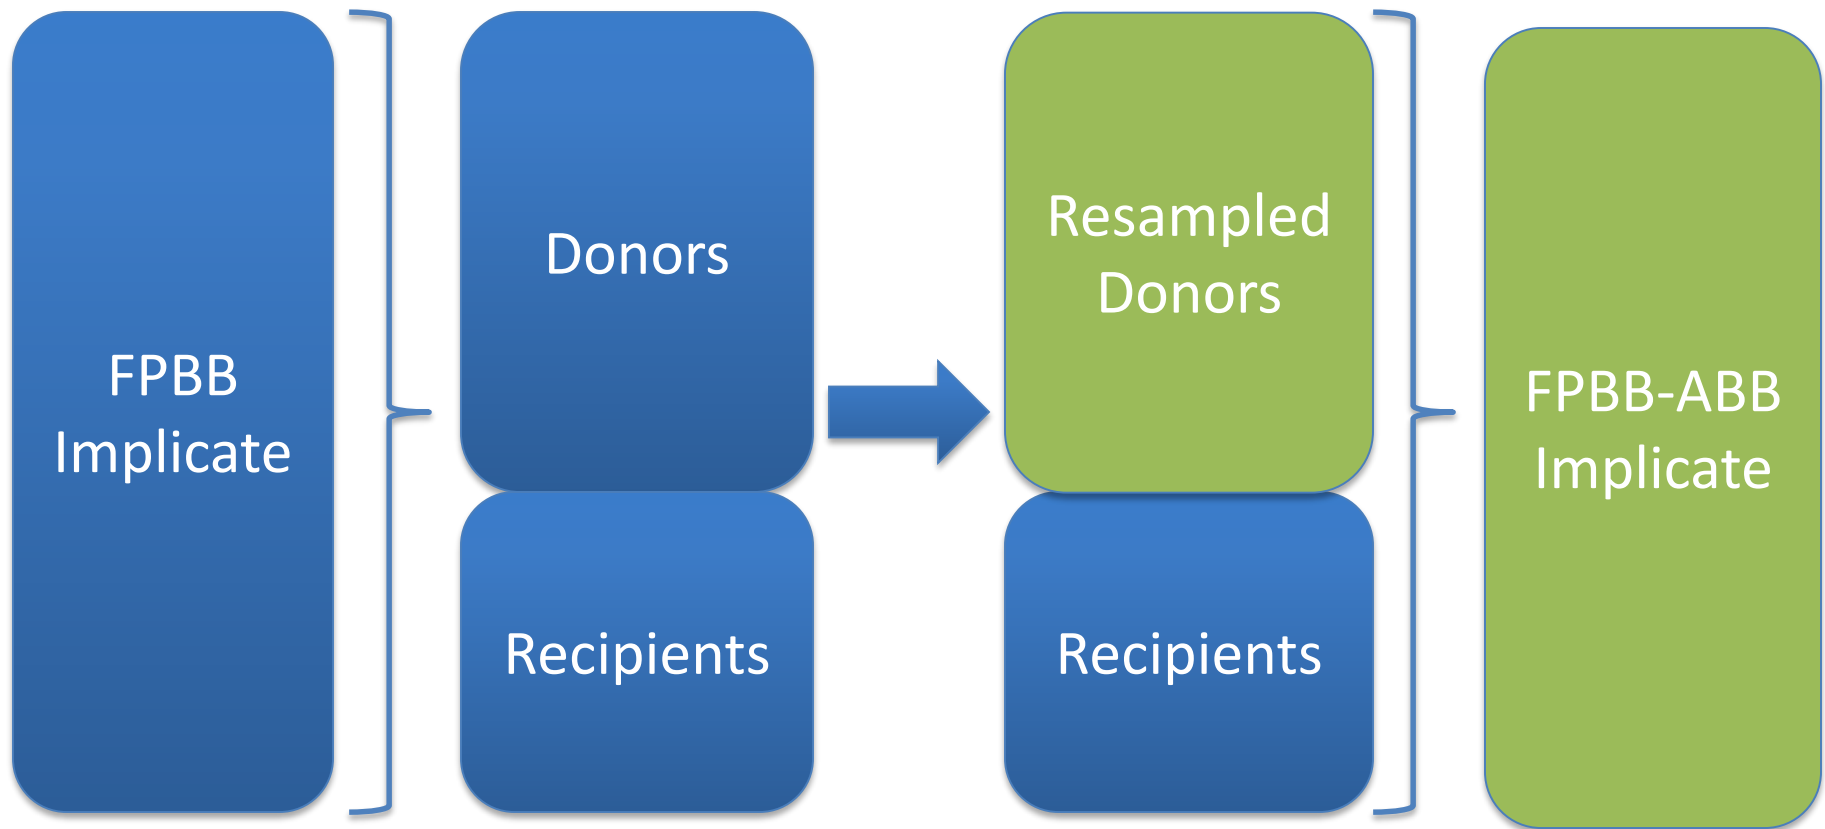 FPBB
Implicate
Donors
Recipients
Resampled
Donors
Recipients
FPBB-ABB
Implicate